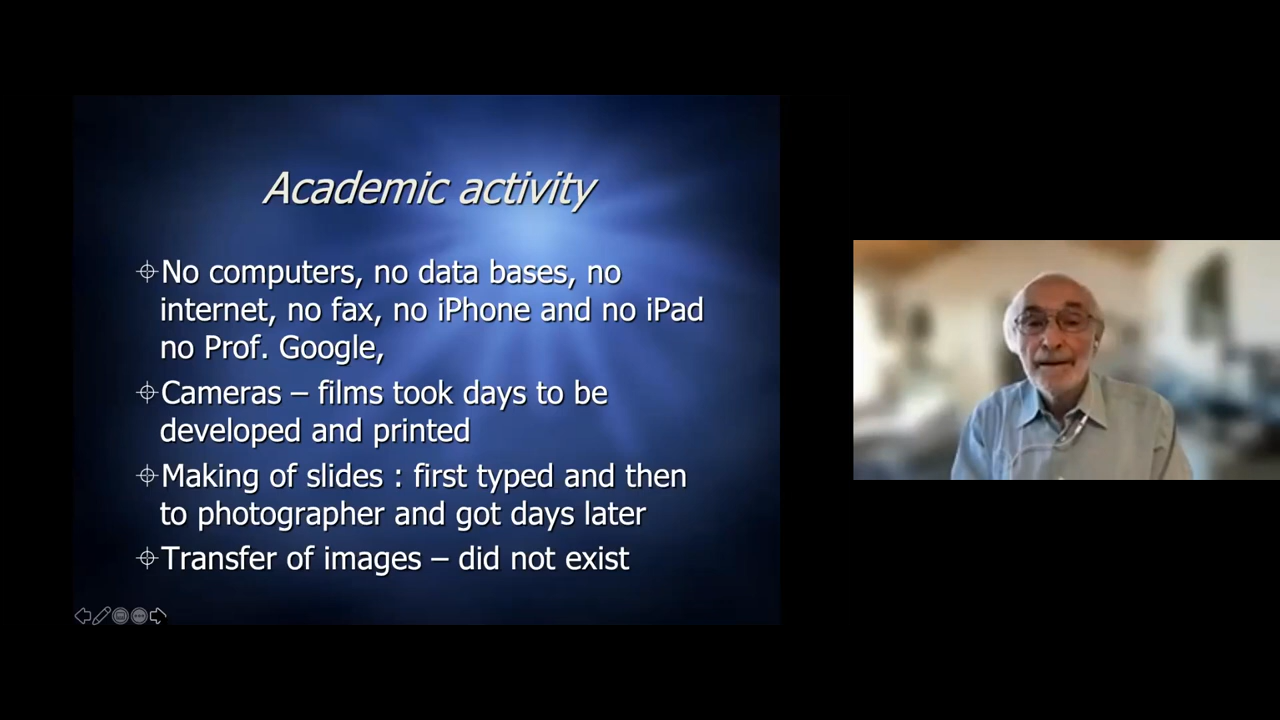 Academic activity
No computers, no data bases, no
internet, no fax, no iPhone and no iPad
no Prof. Google,
Cameras – films took days to be
developed and printed
Making of slides : first typed and then
to photographer and got days later
Transfer of images – did not exist